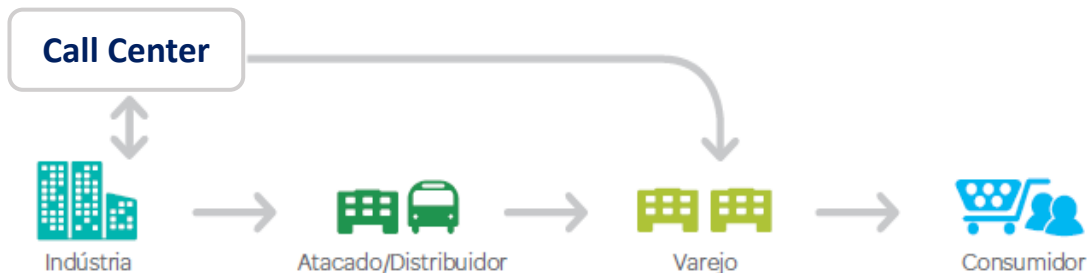 Call Center
Indústria
Atacado/Distribuidor
Varejo
Consumidor